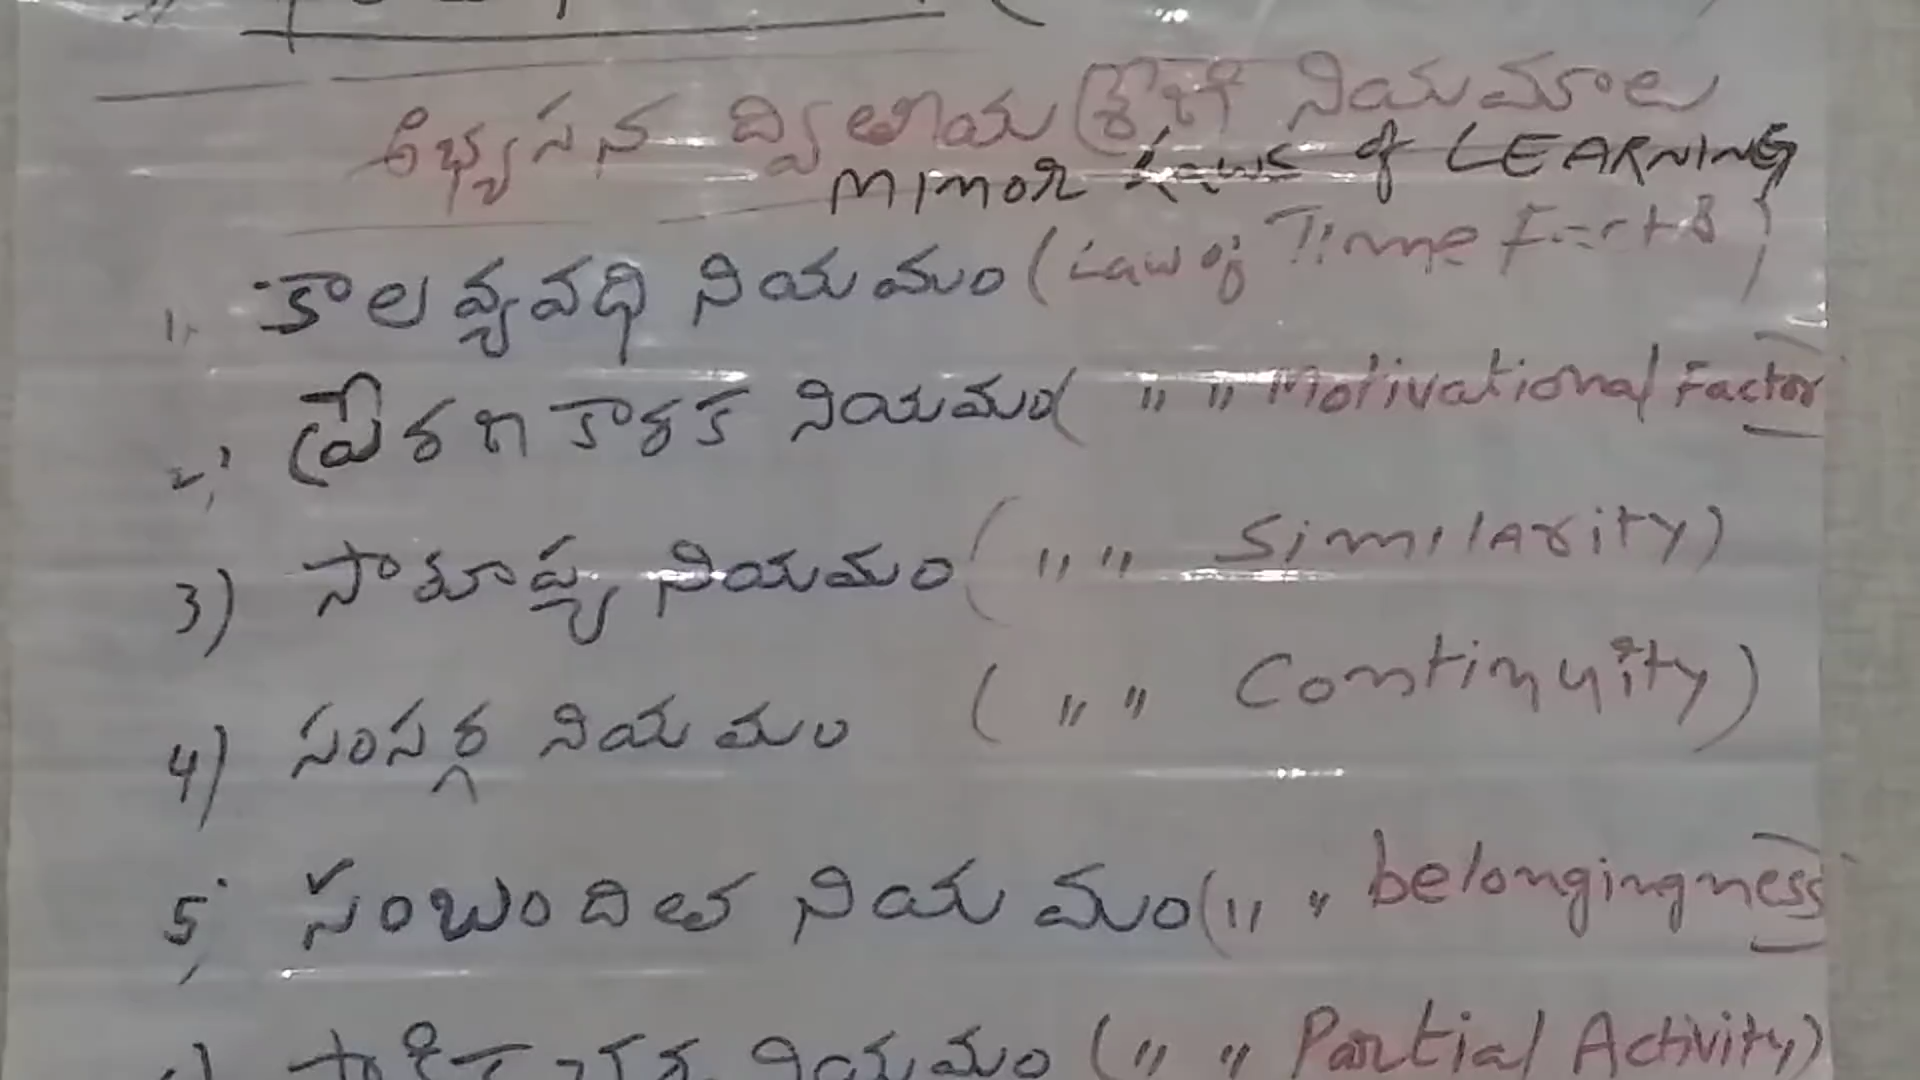 అభ్యసన ద్వితీయ శ్రేణి నియమాలు
MINOR Laws of LEARNING
1. కాలవ్యవధి నియమం (Law of Time
2. ప్రేరణ కారక నియమం( " " Motivational Factor
3) సారూప్య నియమం ( " " SimilArity)
4) సంసర్గ నియమం ( " " Continuity)
5, సంబందిత నియమం( " " belongingness
నియమం ( " " Partial Activity)